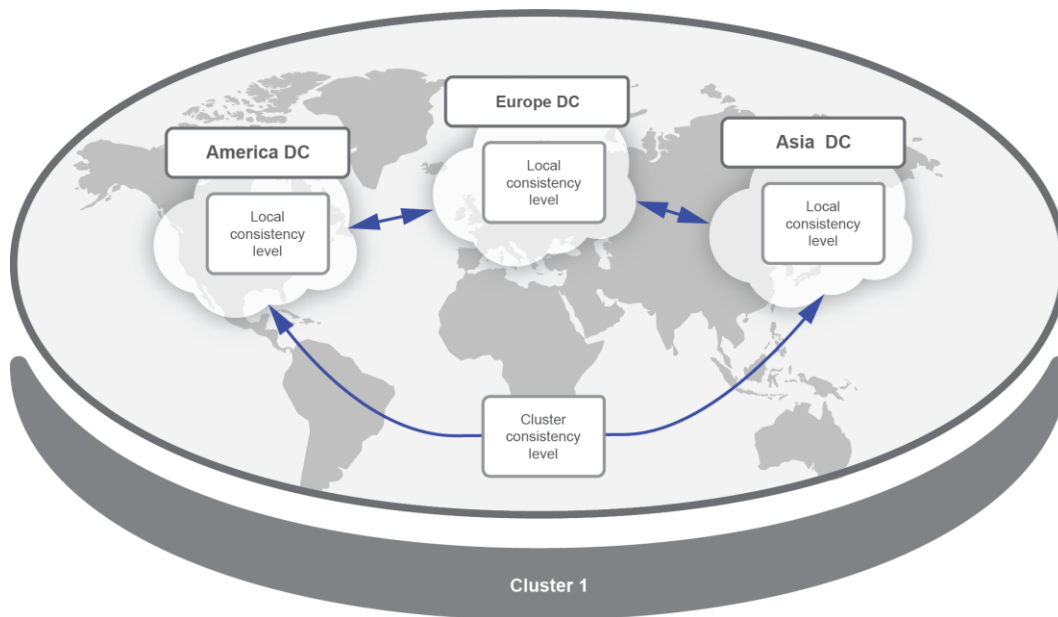 Europe DC
America DC
Asia DC
Local
consistency
level
Local
consistency
level
Local
consistency
level
Cluster
consistency
level
Cluster 1